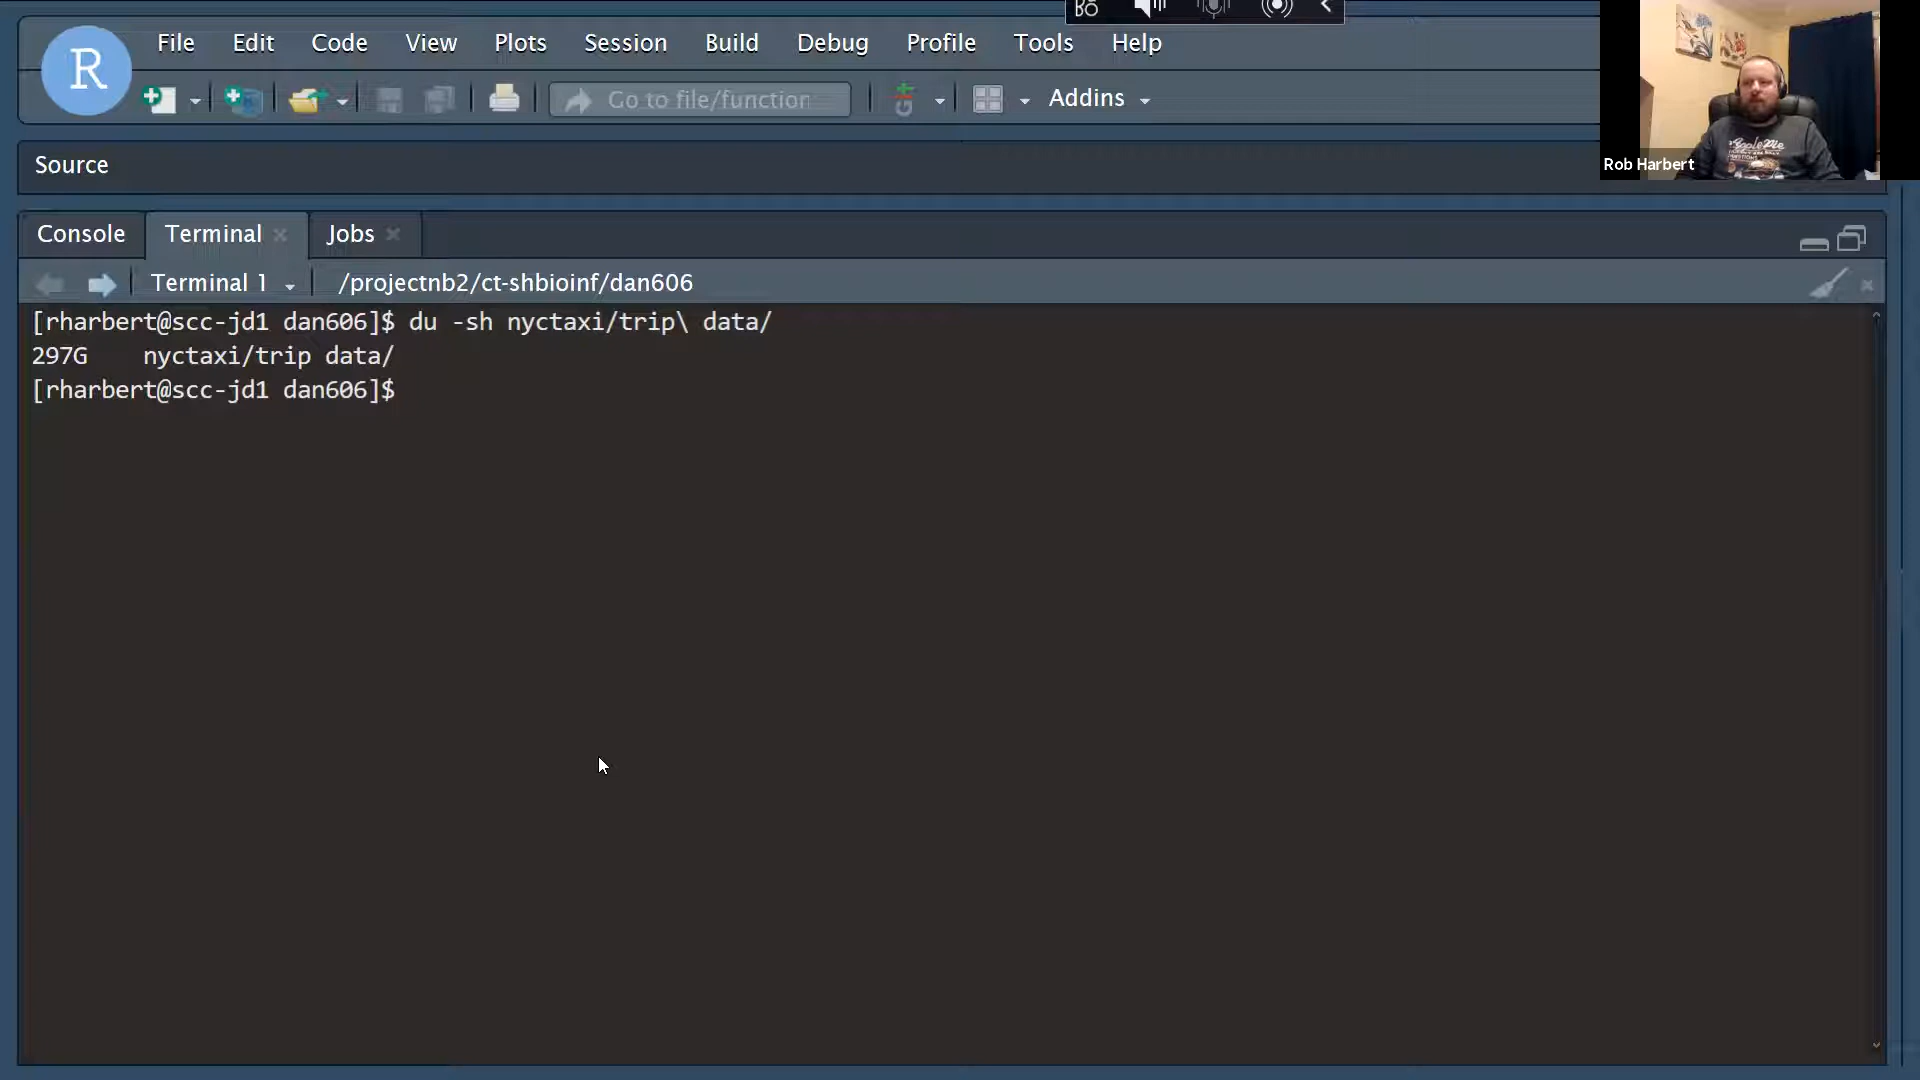 R
File Edit Code View Plots Session Build Debug Profile Tools Help
Go to file/function
Addins
Source
Rob Harbert
Console Terminal Jobs
Terminal 1 /projectnb2/ct-shbioinf/dan606
[rharbert@scc-jd1 dan606]$ du -sh nyctaxi/trip\ data/
297G nyctaxi/trip data/
[rharbert@scc-jd1 dan606]$